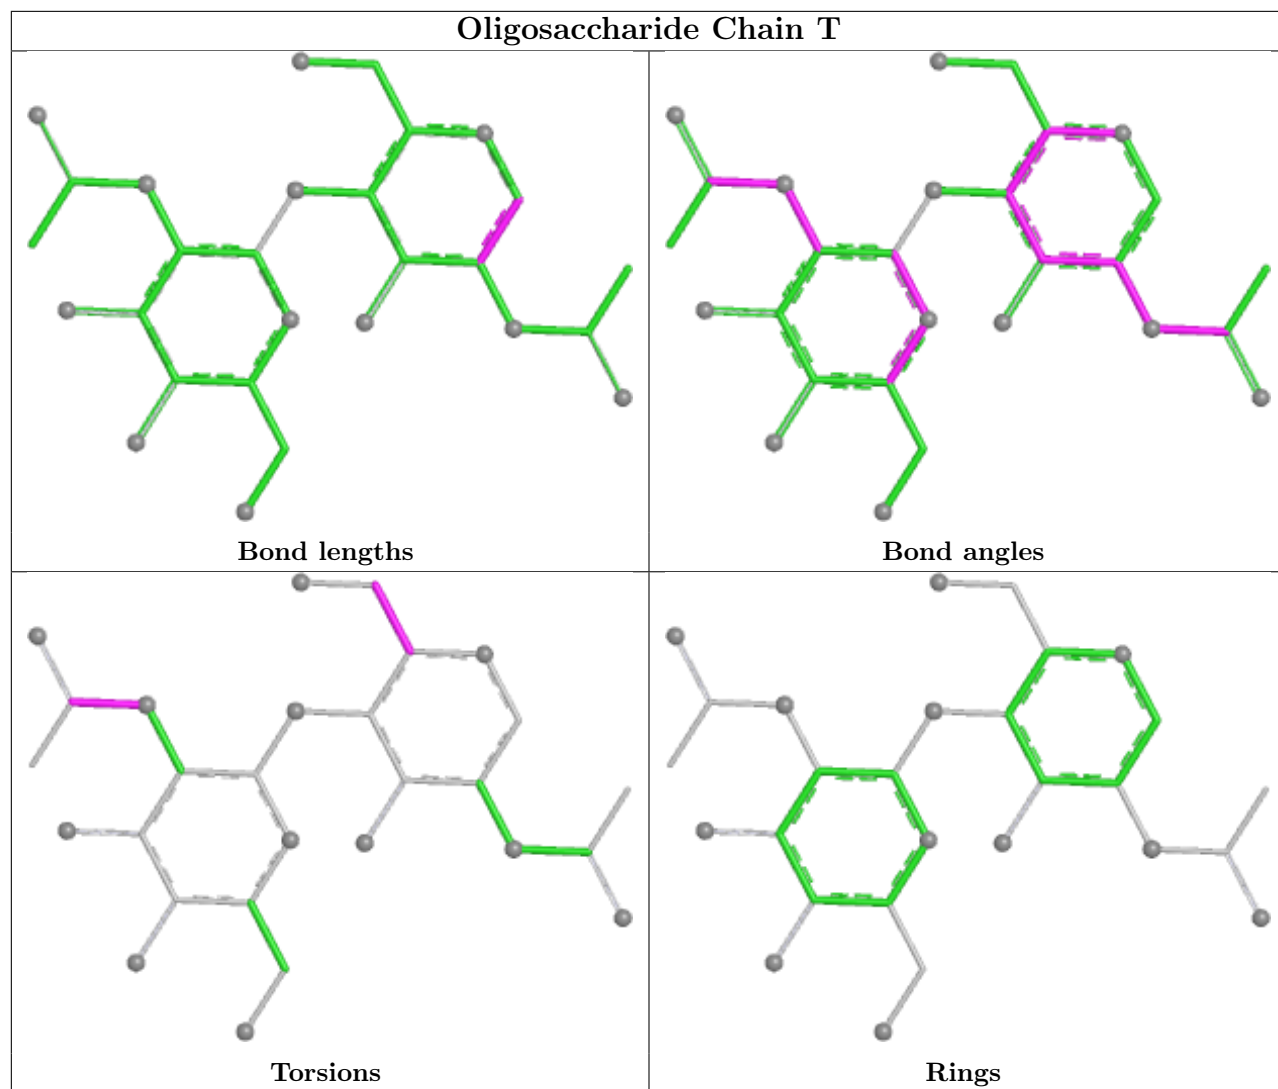 Oligosaccharide Chain T
Bond lengths
Bond angles
Torsions
Rings